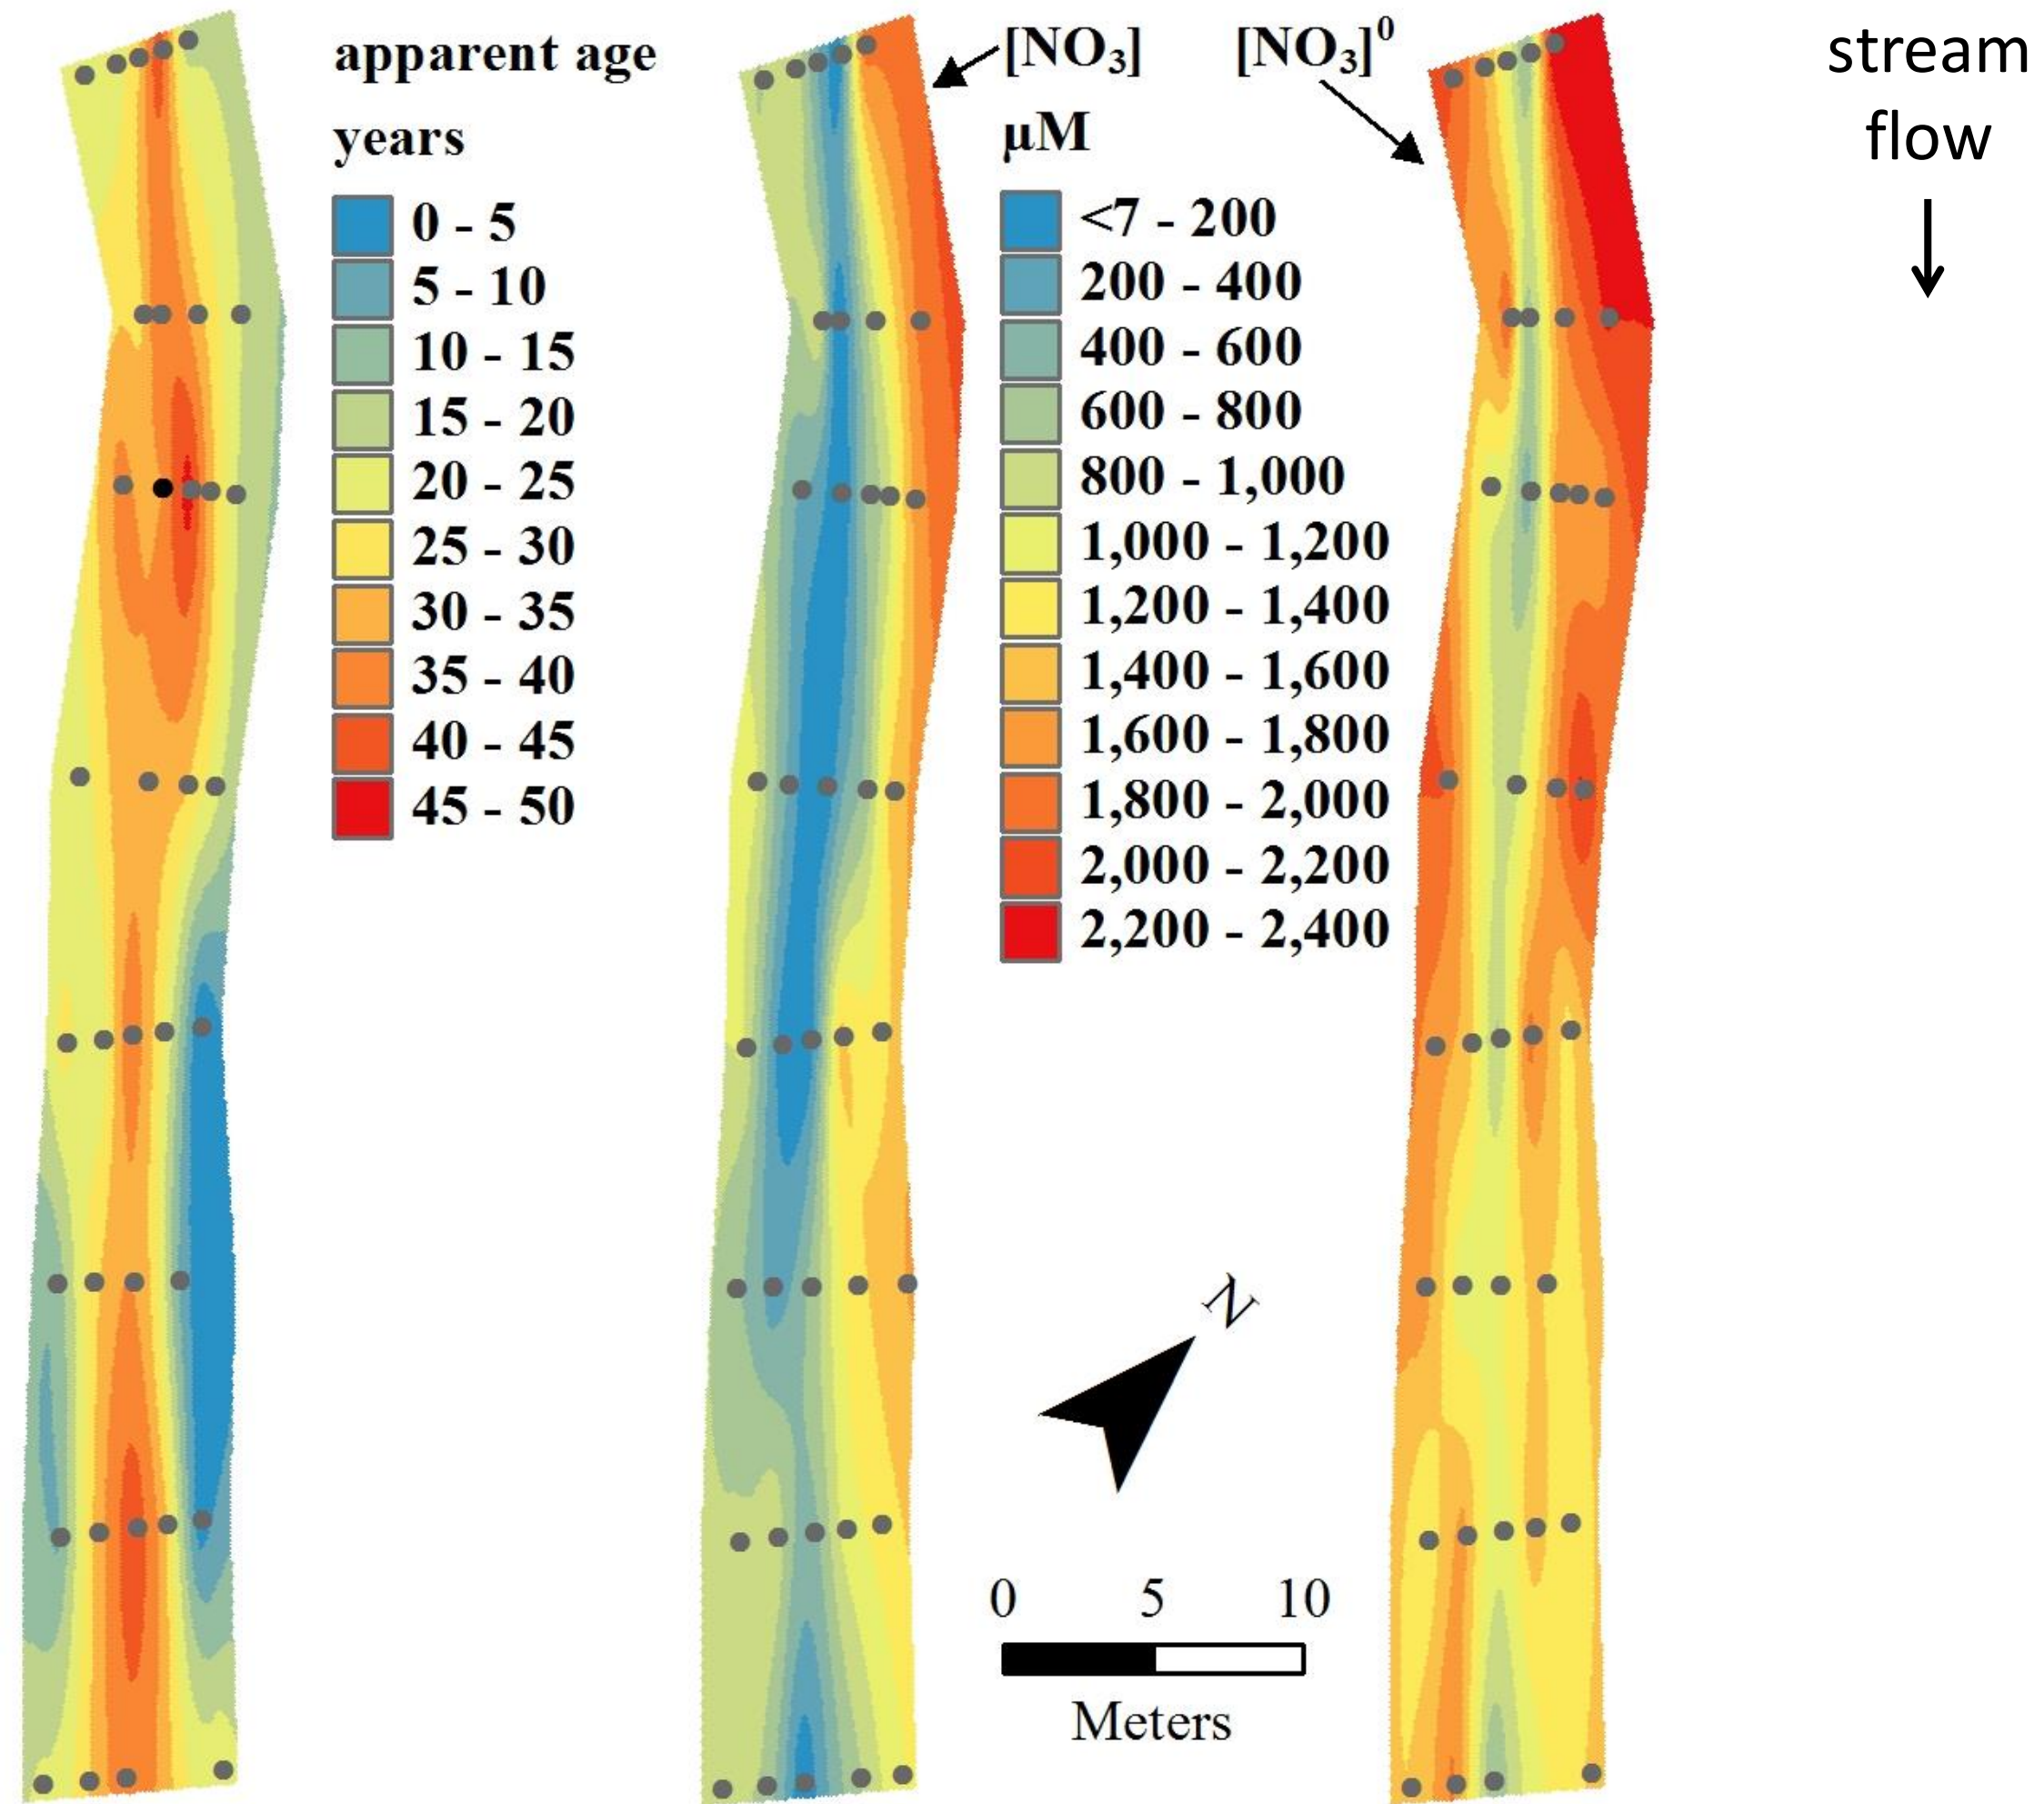 apparent age
years
0 - 5
5 - 10
10 - 15
15 - 20
20 - 25
25 - 30
30 - 35
35 - 40
40 - 45
45 - 50
[NO₃]
μM
<7 - 200
200 - 400
400 - 600
600 - 800
800 - 1,000
1,000 - 1,200
1,200 - 1,400
1,400 - 1,600
1,600 - 1,800
1,800 - 2,000
2,000 - 2,200
2,200 - 2,400
[NO₃]⁰
stream
flow
N
0 5 10
Meters